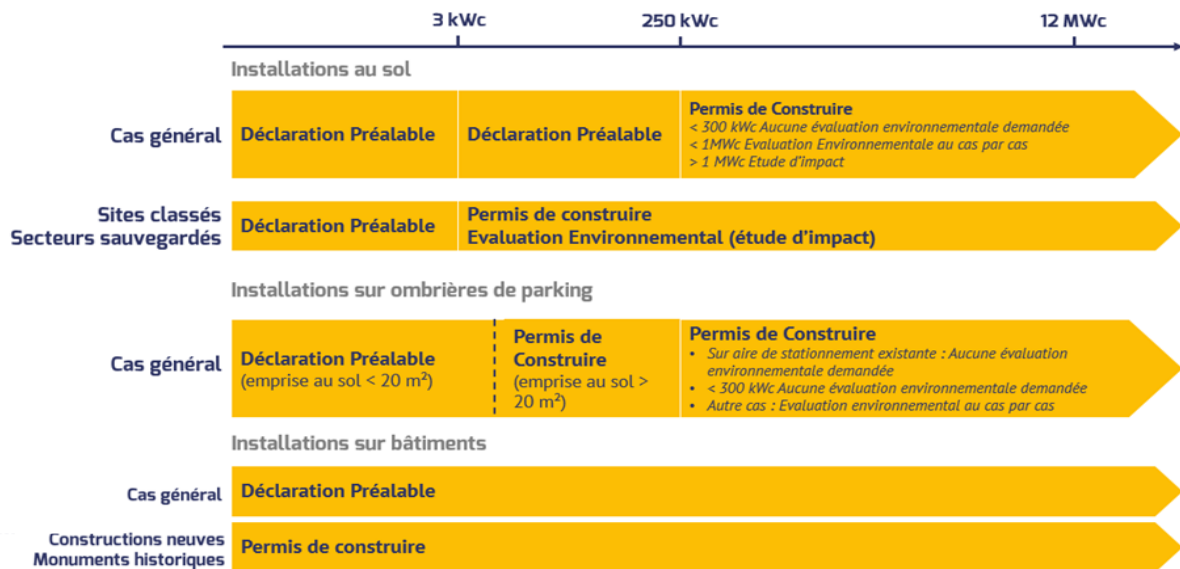 3 kWc 250 kWc 12 MWc
Installations au sol
Cas général
Déclaration Préalable
Déclaration Préalable
Permis de Construire
< 300 kWc Aucune évaluation environnementale demandée
< 1MWc Evaluation Environnementale au cas par cas
> 1 MWc Etude d'impact
Sites classés
Secteurs sauvegardés
Déclaration Préalable
Permis de construire
Evaluation Environnemental (étude d'impact)
Installations sur ombrières de parking
Cas général
Déclaration Préalable
(emprise au sol < 20 m²)
Permis de
Construire
(emprise au sol >
20 m²)
Permis de Construire
• Sur aire de stationnement existante : Aucune évaluation
environnementale demandée
• < 300 kWc Aucune évaluation environnementale demandée
• Autre cas : Evaluation environnemental au cas par cas
Installations sur bâtiments
Cas général
Déclaration Préalable
Constructions neuves
Monuments historiques
Permis de construire